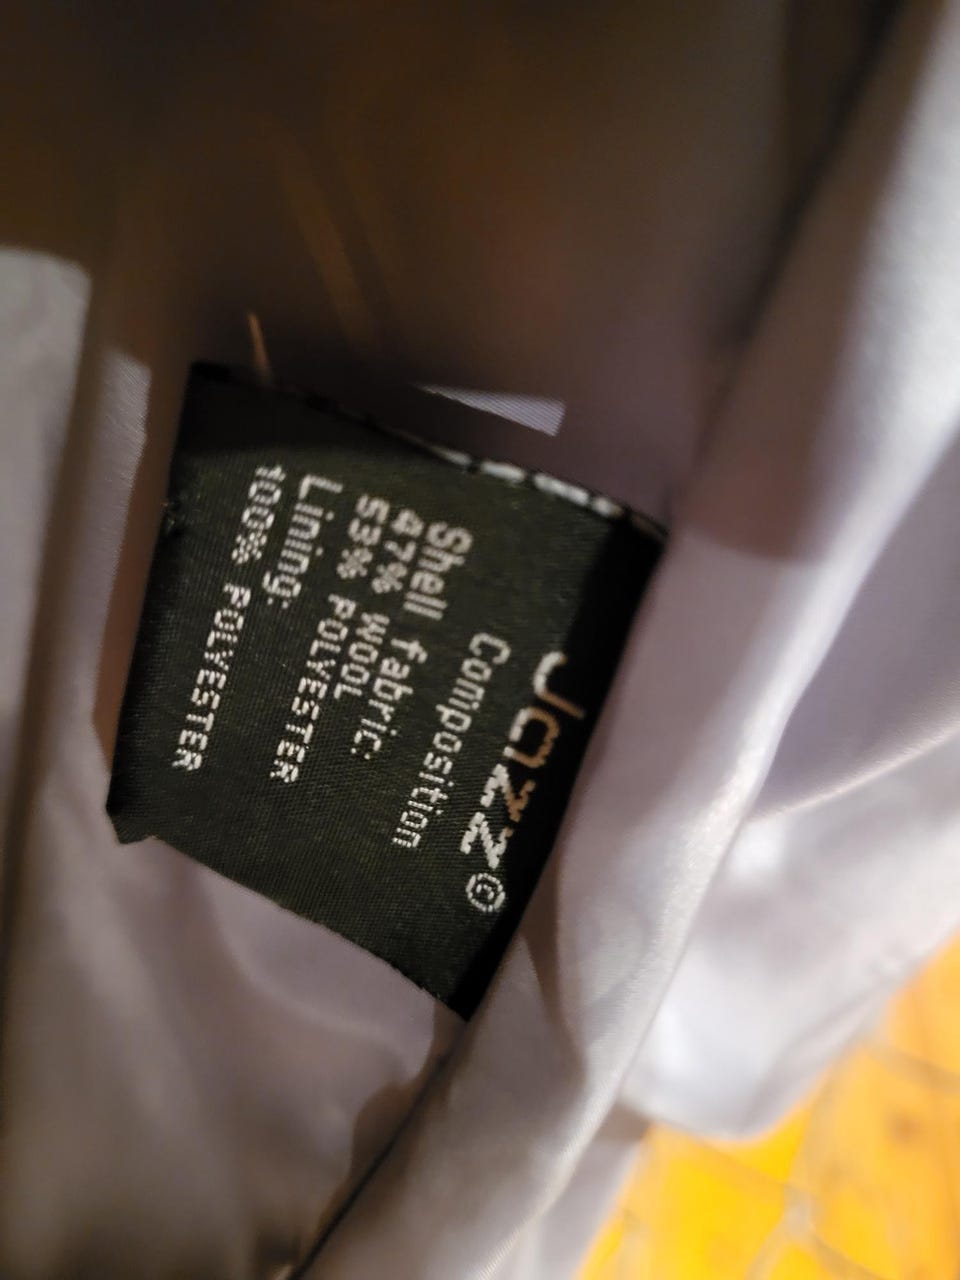 Jazz©
Composition
Shell fabric:
47% WOOL
53% POLYESTER
Lining:
100% POLYESTER